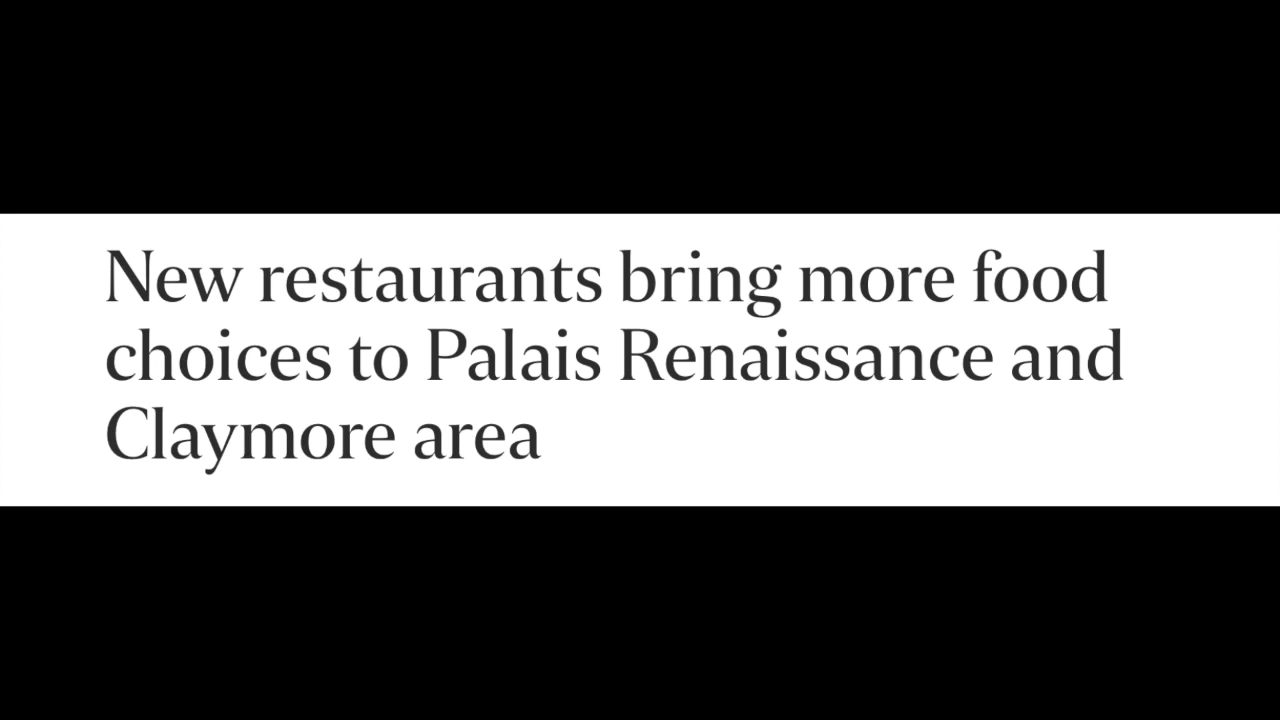 New restaurants bring more food
choices to Palais Renaissance and
Claymore area